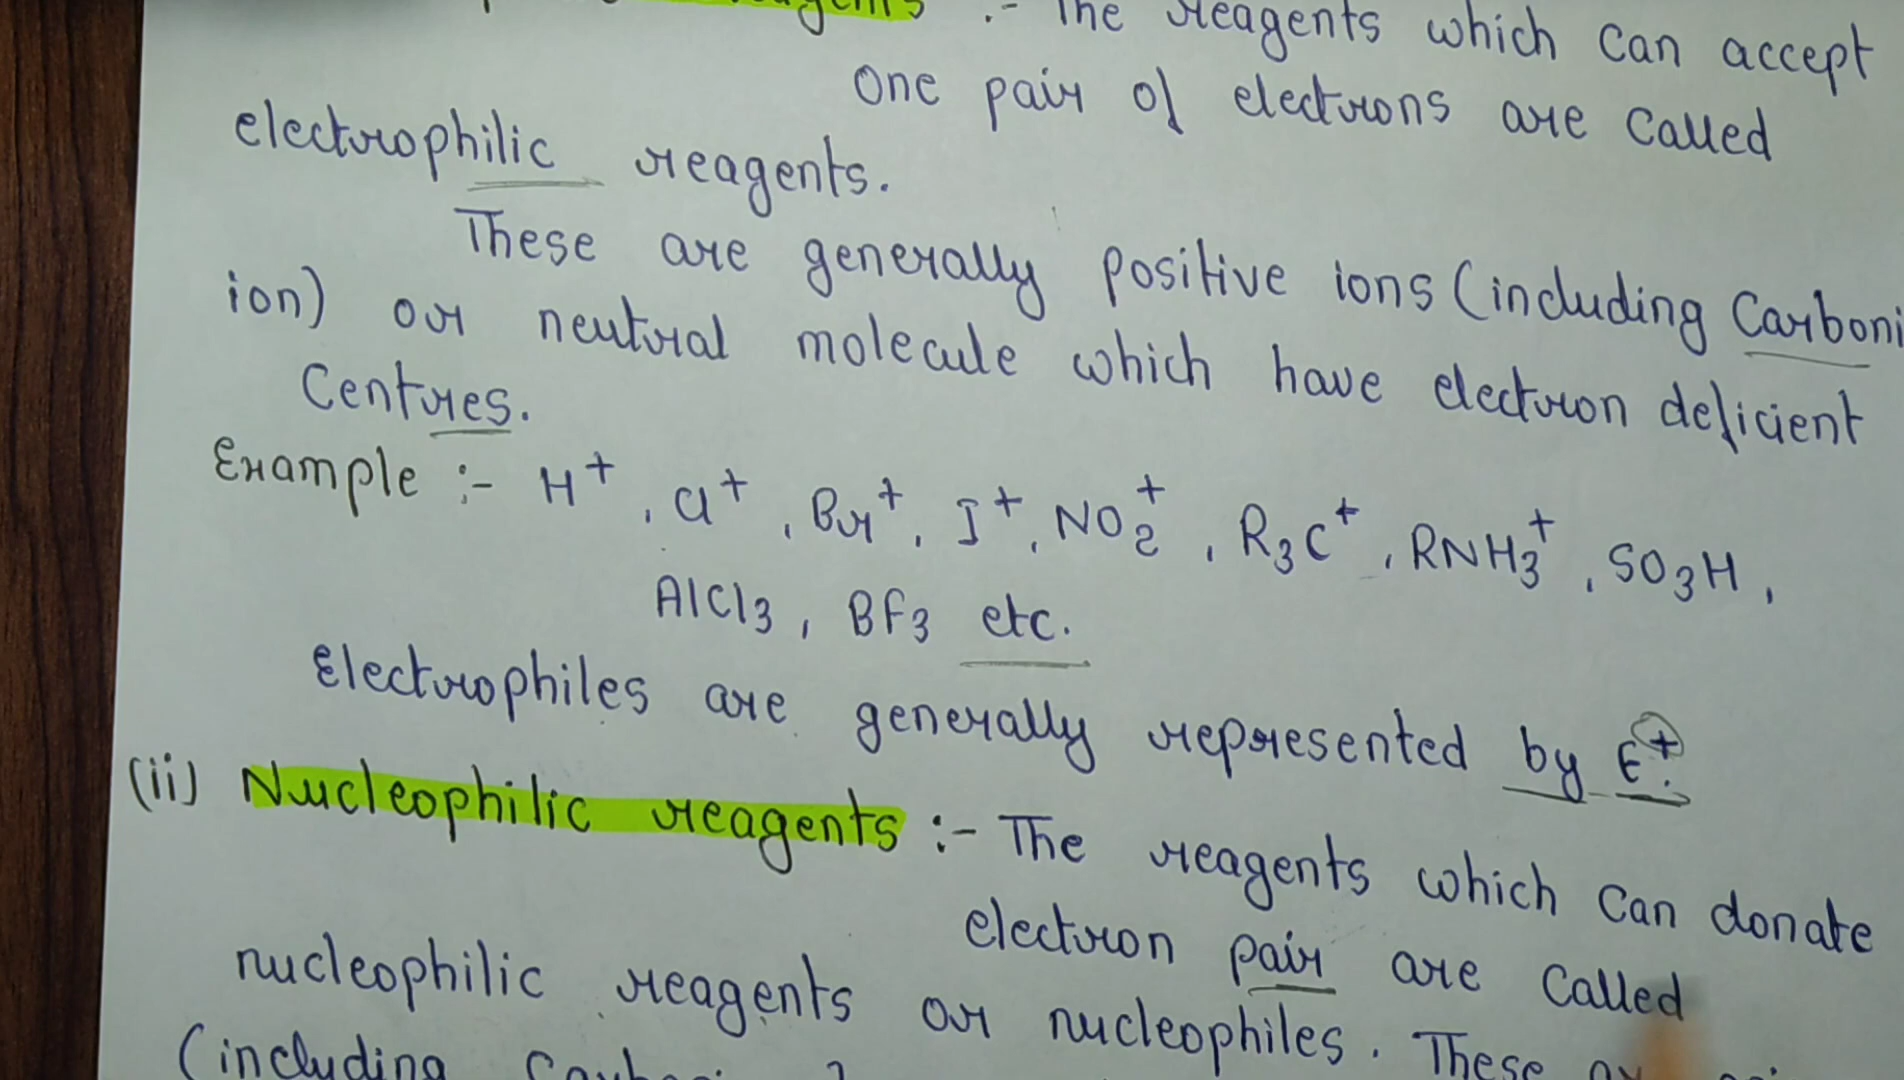 reagents :- The reagents which can accept
one pair of electrons are called
electrophilic reagents.
These are generally positive ions (including Carboni
ion) or neutral molecule which have electron deficient
Centres.
Example :- H⁺, Cl⁺, Br⁺, I⁺, NO₂⁺, R₃C⁺, RNH₃⁺, SO₃H,
AlCl₃, BF₃ etc.
Electrophiles are generally represented by E⁺.
(ii) Nucleophilic reagents :- The reagents which can donate
electron pair are called
nucleophilic reagents or nucleophiles. These
(including